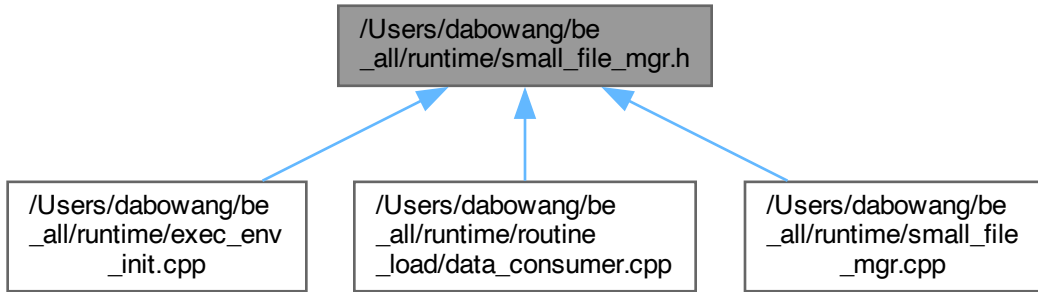 /Users/dabowang/be
_all/runtime/small_file_mgr.h
/Users/dabowang/be
_all/runtime/exec_env
_init.cpp
/Users/dabowang/be
_all/runtime/routine
_load/data_consumer.cpp
/Users/dabowang/be
_all/runtime/small_file
_mgr.cpp